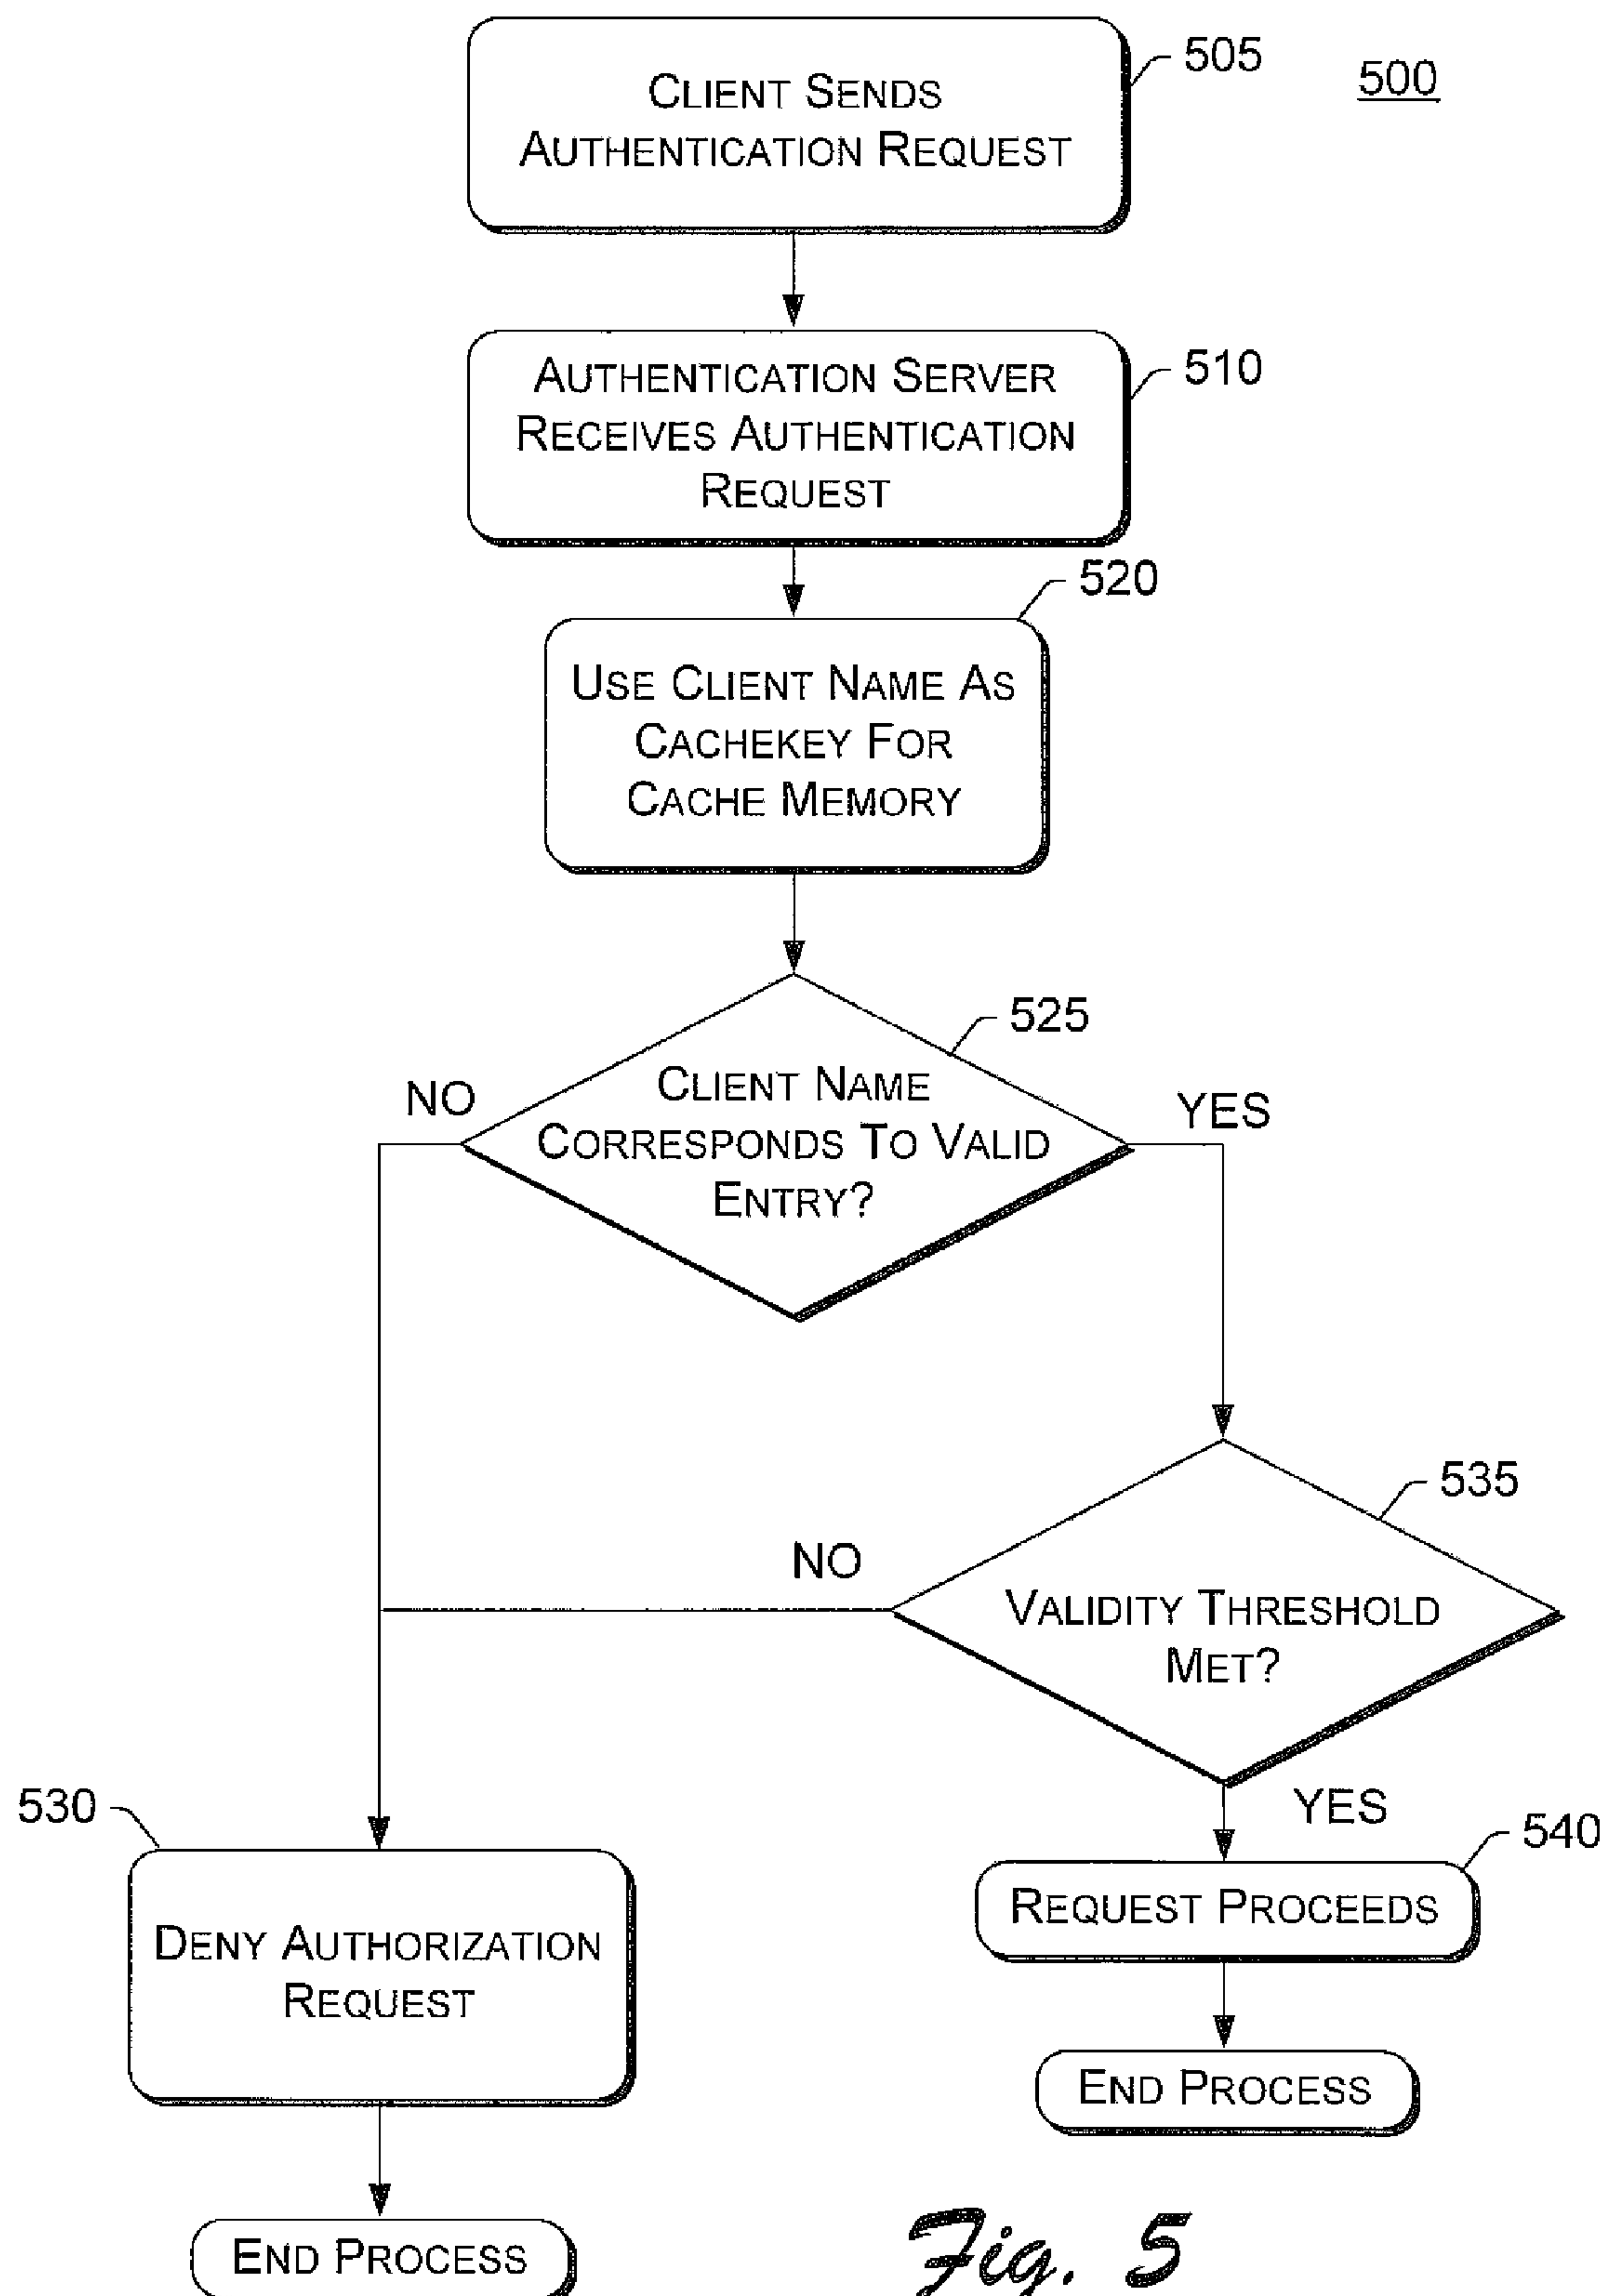 505
500
CLIENT SENDS
AUTHENTICATION REQUEST
510
AUTHENTICATION SERVER
RECEIVES AUTHENTICATION
REQUEST
520
USE CLIENT NAME AS
CACHEKEY FOR
CACHE MEMORY
525
NO
CLIENT NAME
CORRESPONDS TO VALID
ENTRY?
YES
535
NO
VALIDITY THRESHOLD
MET?
YES
530
540
REQUEST PROCEEDS
DENY AUTHORIZATION
REQUEST
END PROCESS
END PROCESS
Fig. 5